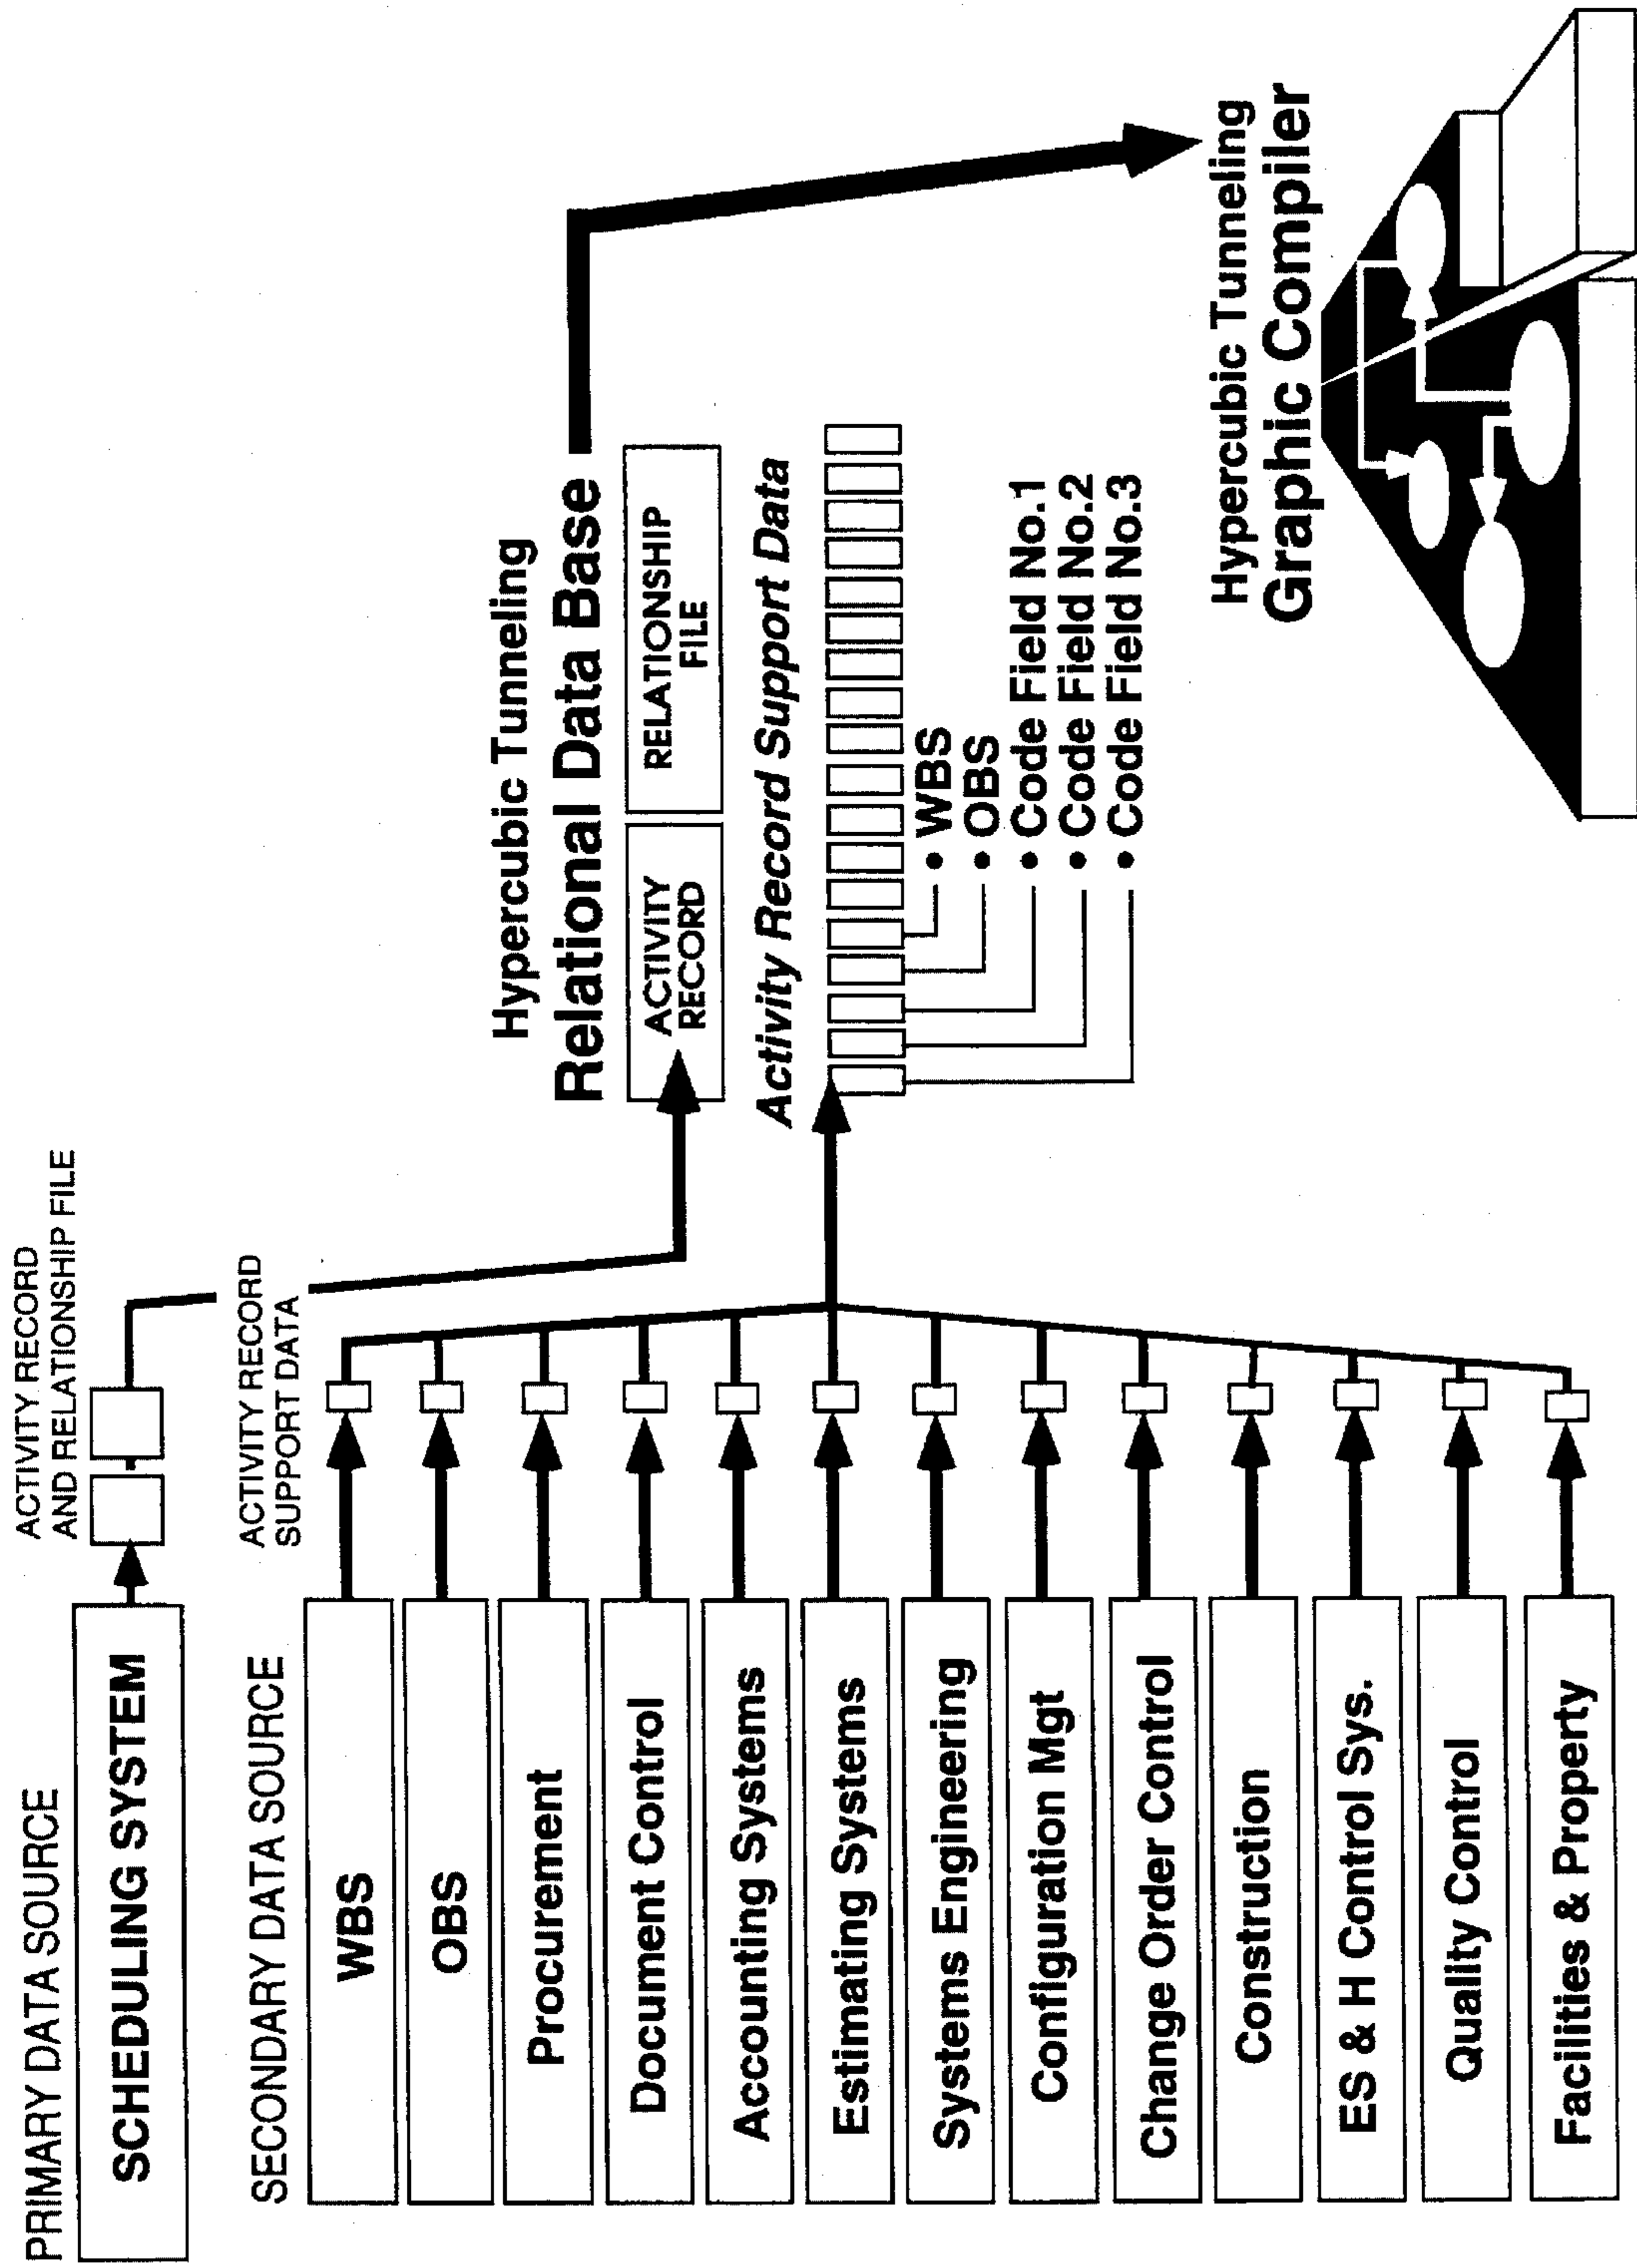 PRIMARY DATA SOURCE
SCHEDULING SYSTEM
ACTIVITY RECORD
AND RELATIONSHIP FILE
SECONDARY DATA SOURCE
ACTIVITY RECORD
SUPPORT DATA
WBS
OBS
Procurement
Document Control
Accounting Systems
Estimating Systems
Systems Engineering
Configuration Mgt
Change Order Control
Construction
ES & H Control Sys.
Quality Control
Facilities & Property
Hypercubic Tunneling
Relational Data Base
ACTIVITY
RECORD
RELATIONSHIP
FILE
Activity Record Support Data
• WBS
• OBS
• Code Field No.1
• Code Field No.2
• Code Field No.3
Hypercubic Tunneling
Graphic Compiler